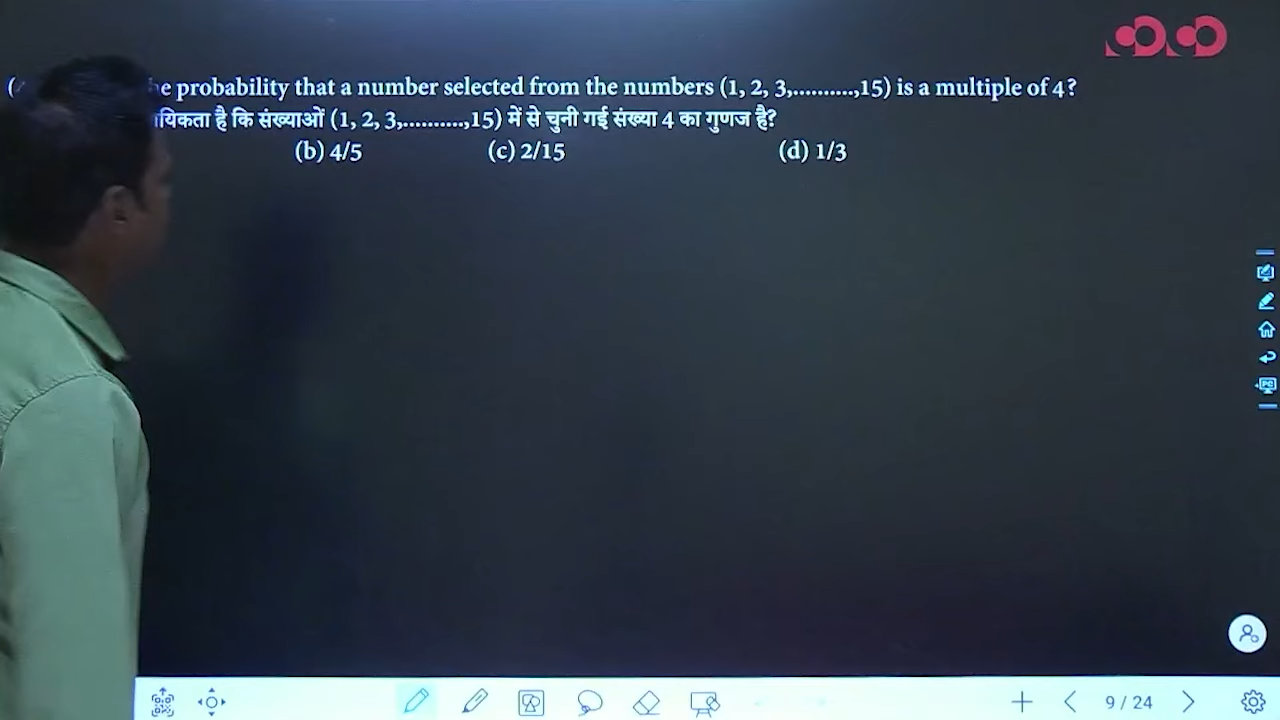 probability that a number selected from the numbers (1, 2, 3,..........,15) is a multiple of 4?
है कि संख्याओं (1, 2, 3,..........,15) में से चुनी गई संख्या 4 का गुणज है?
(b) 4/5 (c) 2/15 (d) 1/3
PC
9 / 24